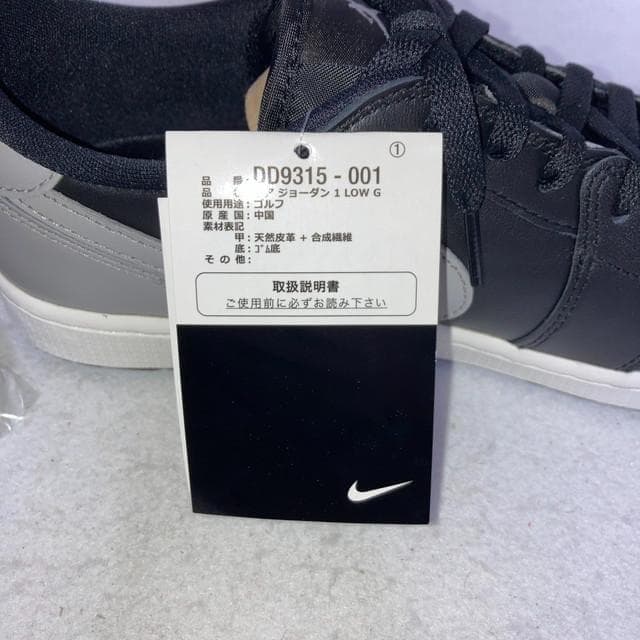 ①
品番: DD9315 - 001
品 ジョーダン 1 LOW G
使用用途: ゴルフ
原産国: 中国
素材表記
甲: 天然皮革 + 合成繊維
底: ゴム底
その他:
取扱説明書
ご使用前に必ずお読み下さい